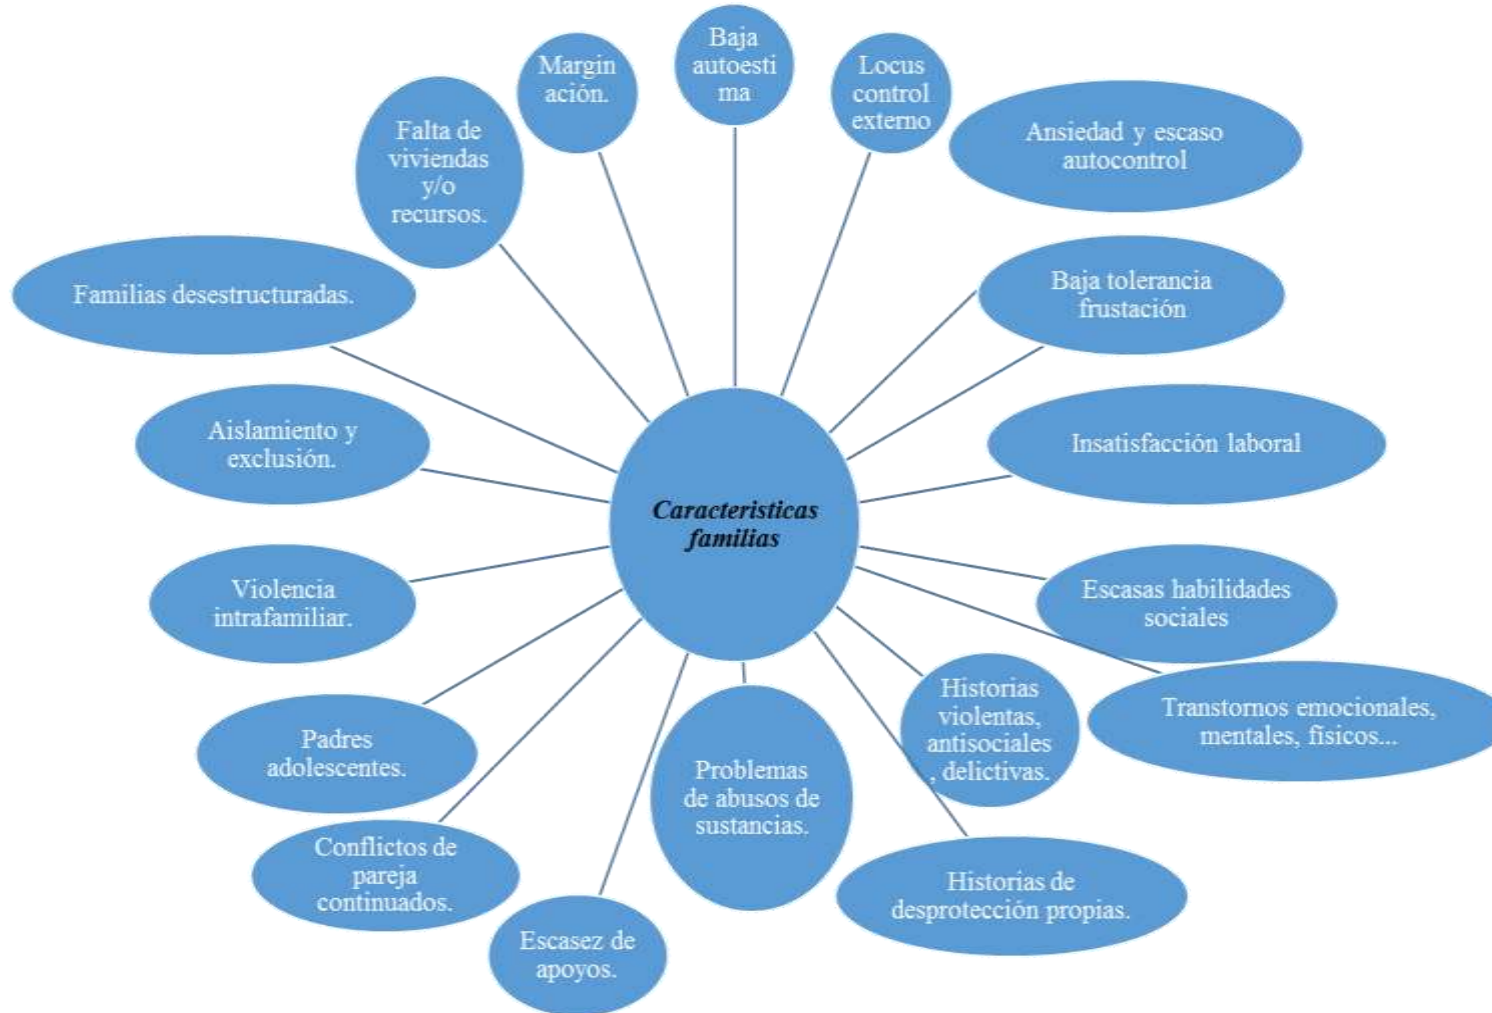 Baja
autoesti
ma
Locus
control
externo
Ansiedad y escaso
autocontrol
Baja tolerancia
frustación
Insatisfacción laboral
Escasas habilidades
sociales
Transtornos emocionales,
mentales, físicos...
Historias
violentas,
antisociales
, delictivas.
Historias de
desprotección propias.
Problemas
de abusos de
sustancias.
Escasez de
apoyos.
Conflictos de
pareja
continuados.
Padres
adolescentes.
Violencia
intrafamiliar.
Aislamiento y
exclusión.
Familias desestructuradas.
Falta de
viviendas
y/o
recursos.
Margin
ación.
Caracteristicas
familias